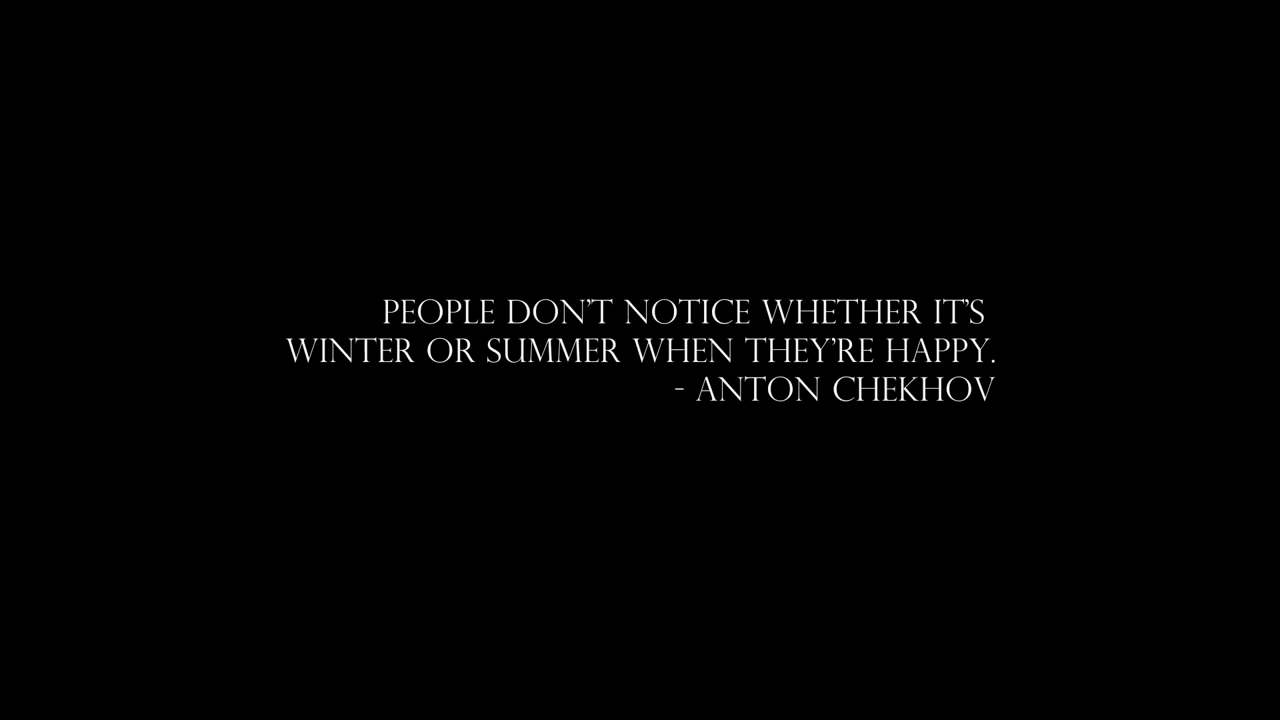 PEOPLE DON'T NOTICE WHETHER IT'S
WINTER OR SUMMER WHEN THEY'RE HAPPY.
- ANTON CHEKHOV